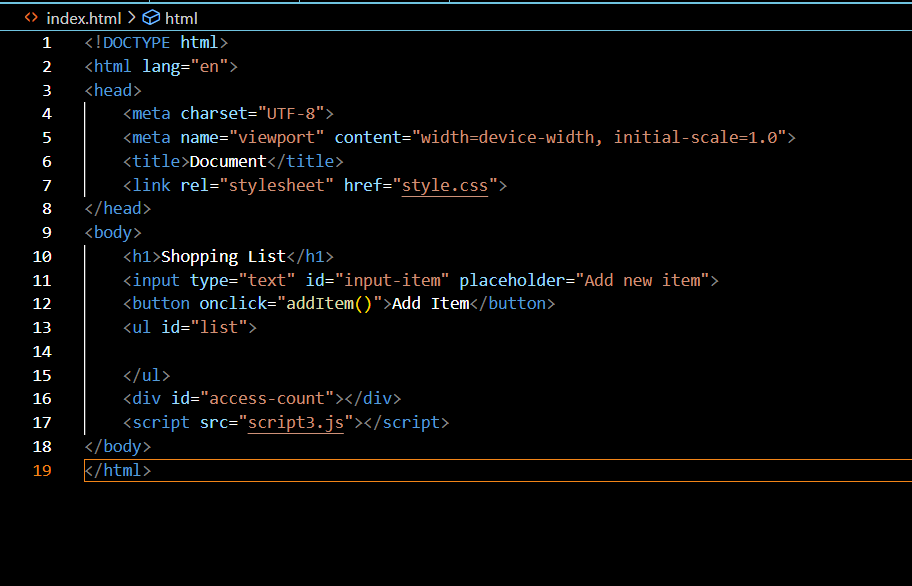 index.html > html
1 <!DOCTYPE html>
2 <html lang="en">
3 <head>
4     <meta charset="UTF-8">
5     <meta name="viewport" content="width=device-width, initial-scale=1.0">
6     <title>Document</title>
7     <link rel="stylesheet" href="style.css">
8 </head>
9 <body>
10     <h1>Shopping List</h1>
11     <input type="text" id="input-item" placeholder="Add new item">
12     <button onclick="addItem()">Add Item</button>
13     <ul id="list">
14
15     </ul>
16     <div id="access-count"></div>
17     <script src="script3.js"></script>
18 </body>
19 </html>